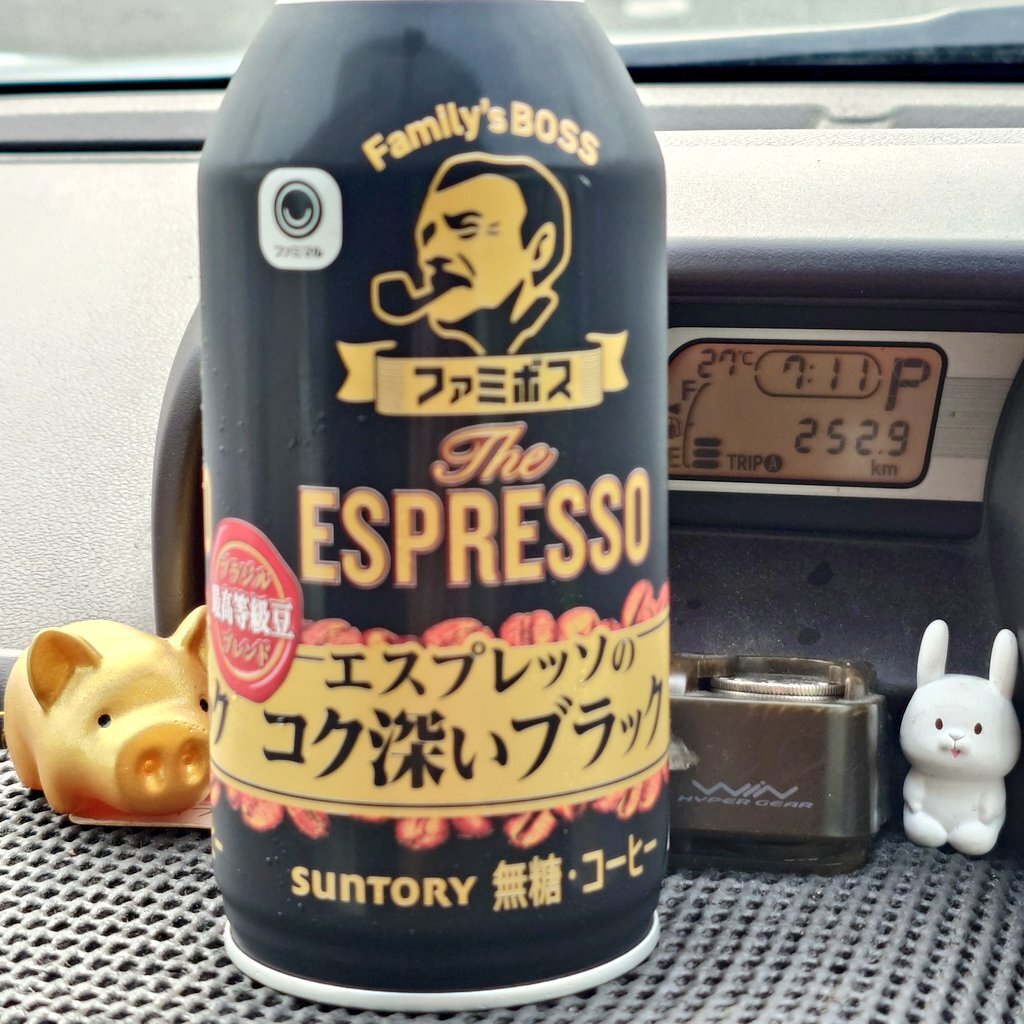 Family's BOSS
ファミマル
ファミボス
The
ESPRESSO
ブラジル
最高等級豆
ブレンド
エスプレッソの
コク深いブラック
SUNTORY 無糖・コーヒー
27℃ 7:11 P
F
E
252.9
TRIP A km
WIN
HYPER GEAR